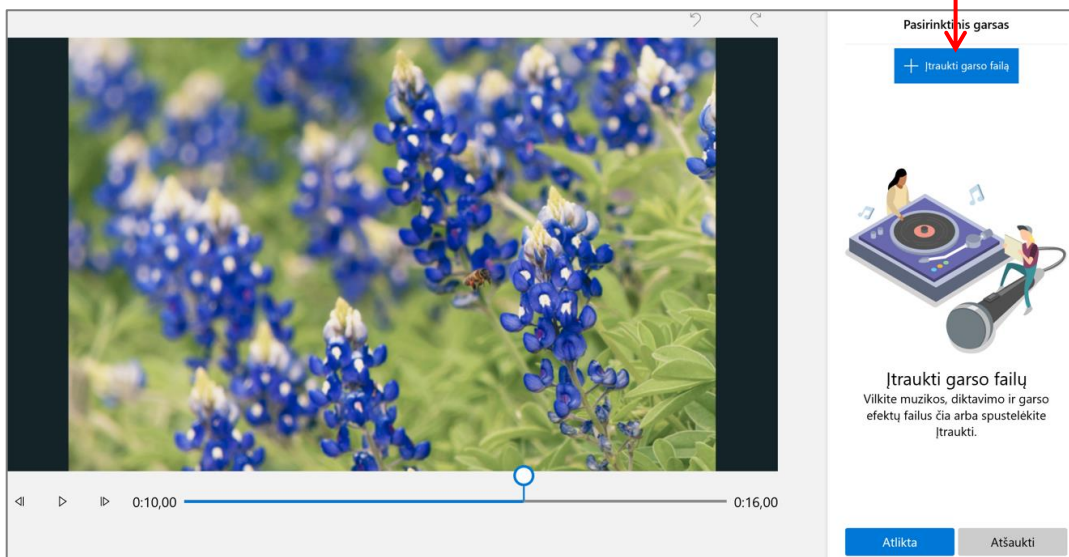 Pasirinktinis garsas
Įtraukti garso failą
Įtraukti garso failų
Vilkite muzikos, diktavimo ir garso
efektų failus čia arba spustelėkite
Įtraukti.
0:10,00
0:16,00
Atlikta
Atšaukti